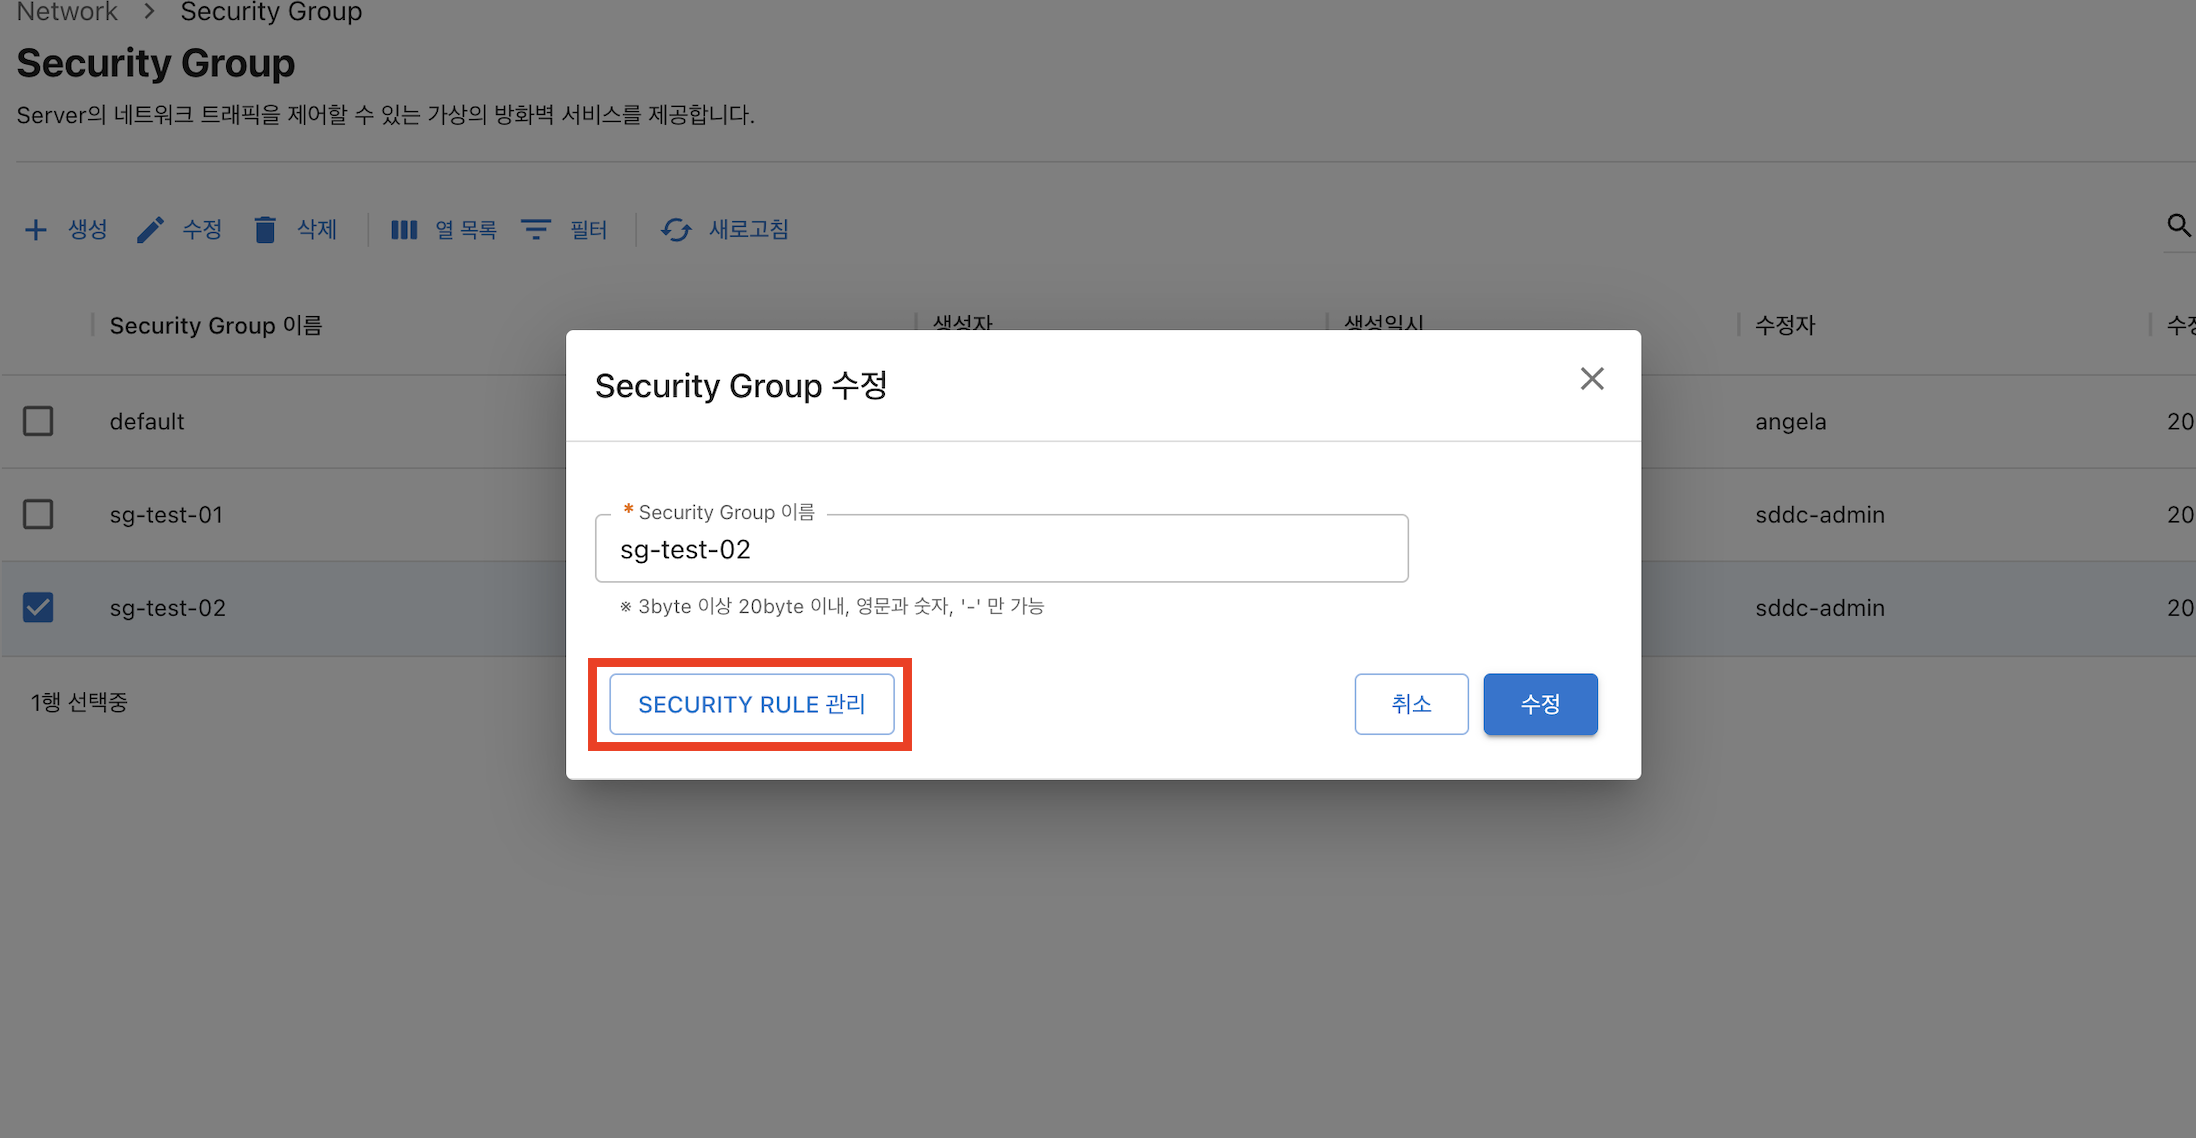 Network > Security Group
Security Group
Server의 네트워크 트래픽을 제어할 수 있는 가상의 방화벽 서비스를 제공합니다.
생성 수정 삭제 열 목록 필터 새로고침
Security Group 이름 생성자 생성일시 수정자 수정
default angela 20
sg-test-01 sddc-admin 20
sg-test-02 sddc-admin 20
1행 선택중
Security Group 수정
* Security Group 이름
sg-test-02
※ 3byte 이상 20byte 이내, 영문과 숫자, '-' 만 가능
SECURITY RULE 관리 취소 수정